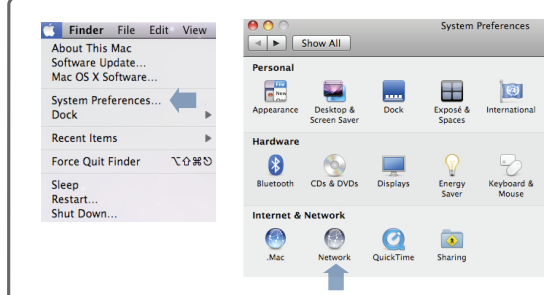 Finder File Edit View
About This Mac
Software Update...
Mac OS X Software...
System Preferences...
Dock
Recent Items
Force Quit Finder ⌥⇧⌘⎋
Sleep
Restart...
Shut Down...
System Preferences
Show All
Personal
Appearance
Desktop &
Screen Saver
Dock
Exposé &
Spaces
International
Hardware
Bluetooth
CDs & DVDs
Displays
Energy
Saver
Keyboard &
Mouse
Internet & Network
.Mac
Network
QuickTime
Sharing